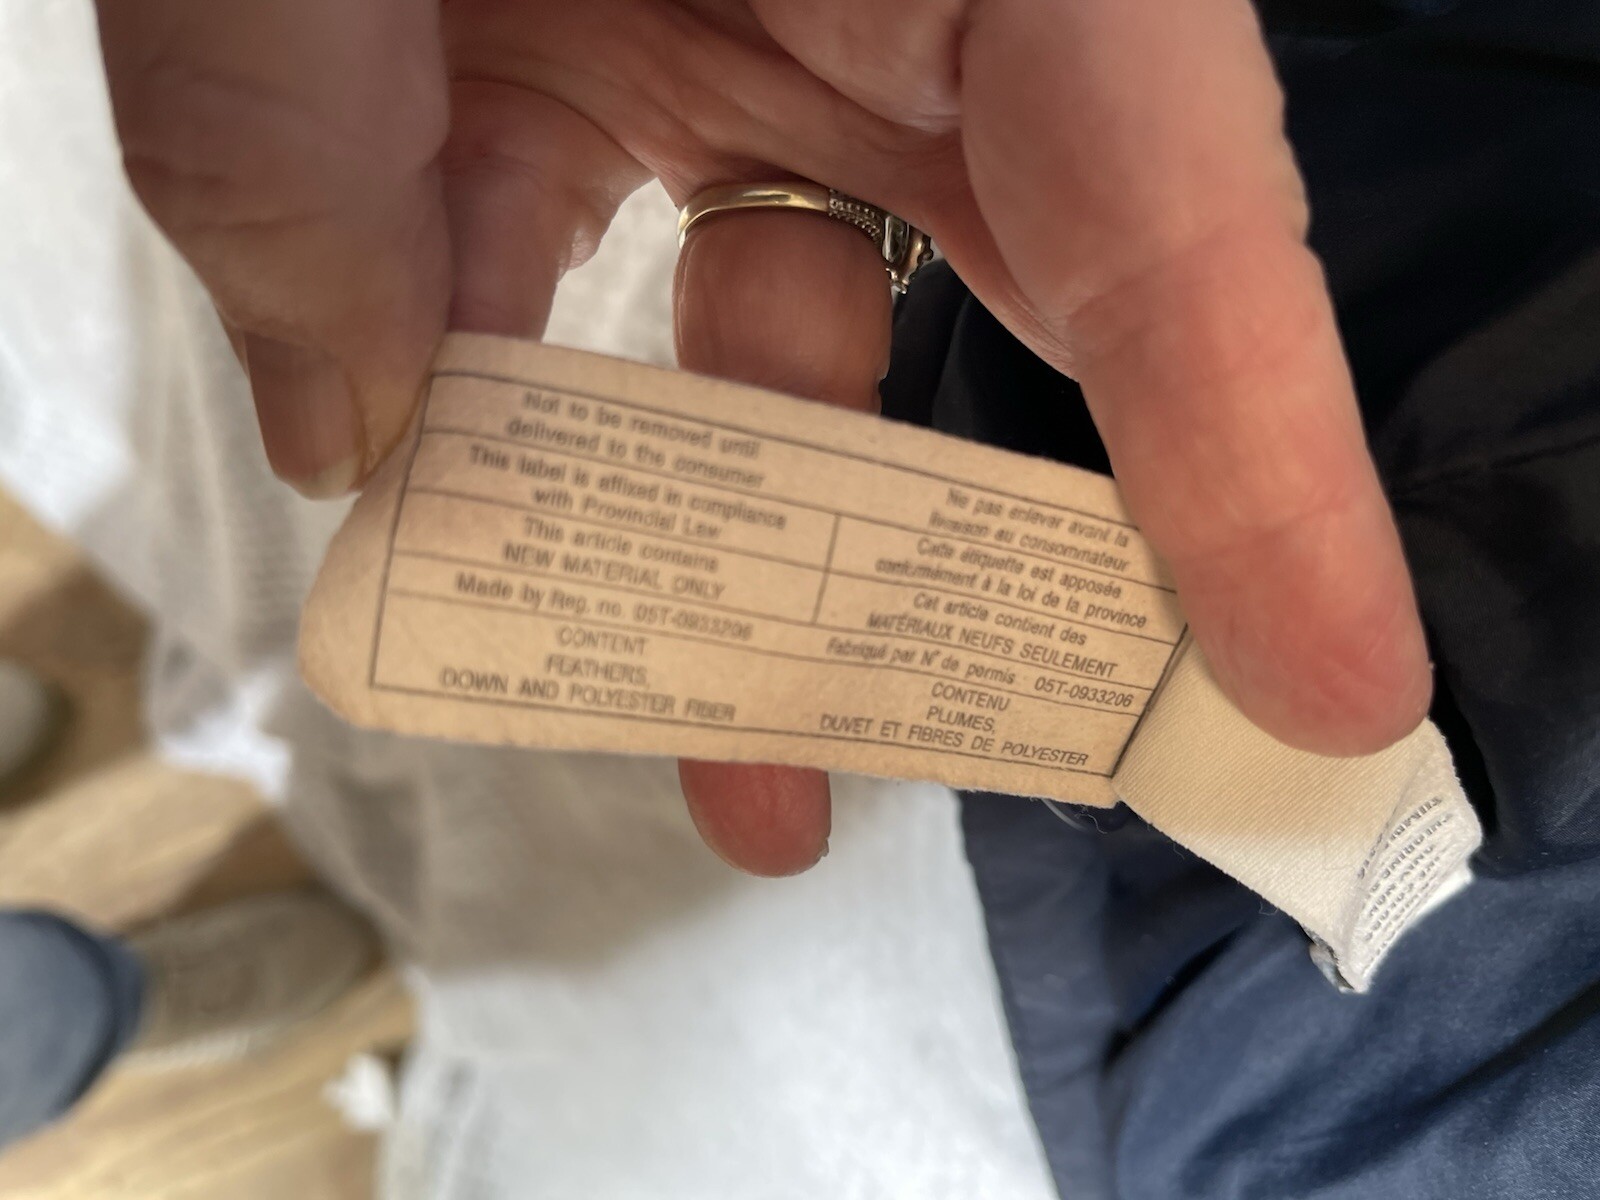 Not to be removed until
delivered to the consumer
Ne pas enlever avant la
livraison au consommateur
This label is affixed in compliance
with Provincial Law
Cette étiquette est apposée
conformément à la loi de la province
This article contains
NEW MATERIAL ONLY
Cet article contient des
MATÉRIAUX NEUFS SEULEMENT
Made by Reg. no. 05T-0933206
Fabriqué par N° de permis 05T-0933206
CONTENT
FEATHERS,
DOWN AND POLYESTER FIBER
CONTENU
PLUMES,
DUVET ET FIBRES DE POLYESTER